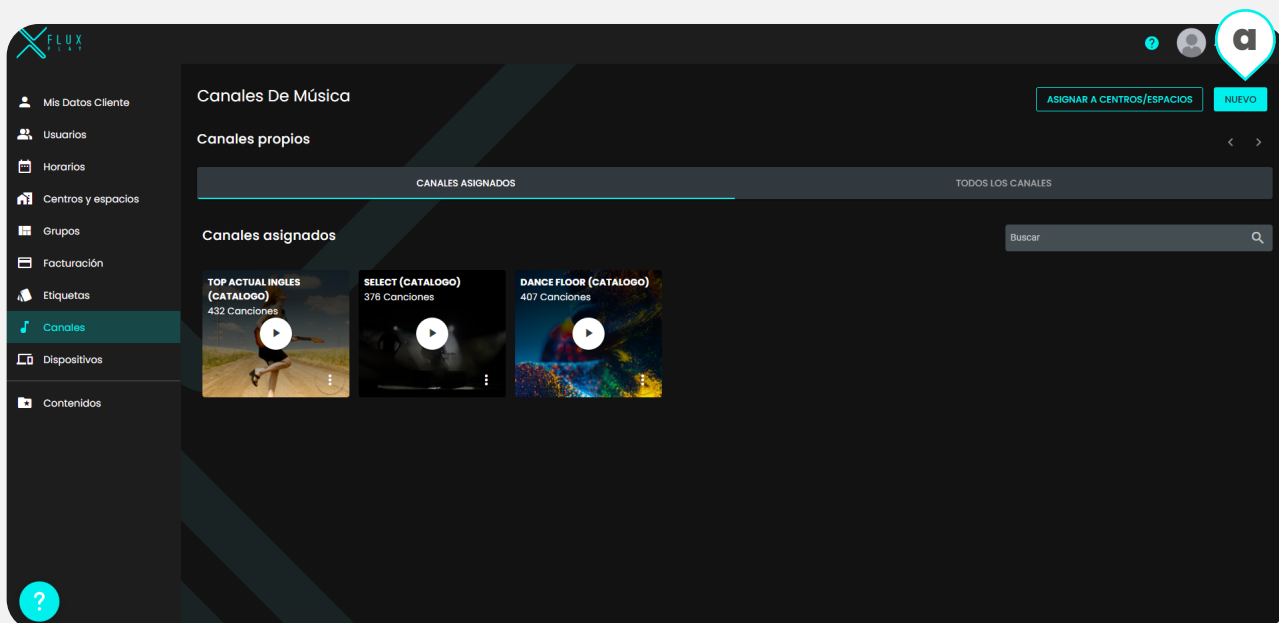 FLUX
PLAY
?
a
Mis Datos Cliente
Usuarios
Horarios
Centros y espacios
Grupos
Facturación
Etiquetas
Canales
Dispositivos
Contenidos
?
Canales De Música
ASIGNAR A CENTROS/ESPACIOS
NUEVO
Canales propios
CANALES ASIGNADOS
TODOS LOS CANALES
Canales asignados
Buscar
TOP ACTUAL INGLES
(CATALOGO)
432 Canciones
SELECT (CATALOGO)
376 Canciones
DANCE FLOOR (CATALOGO)
407 Canciones